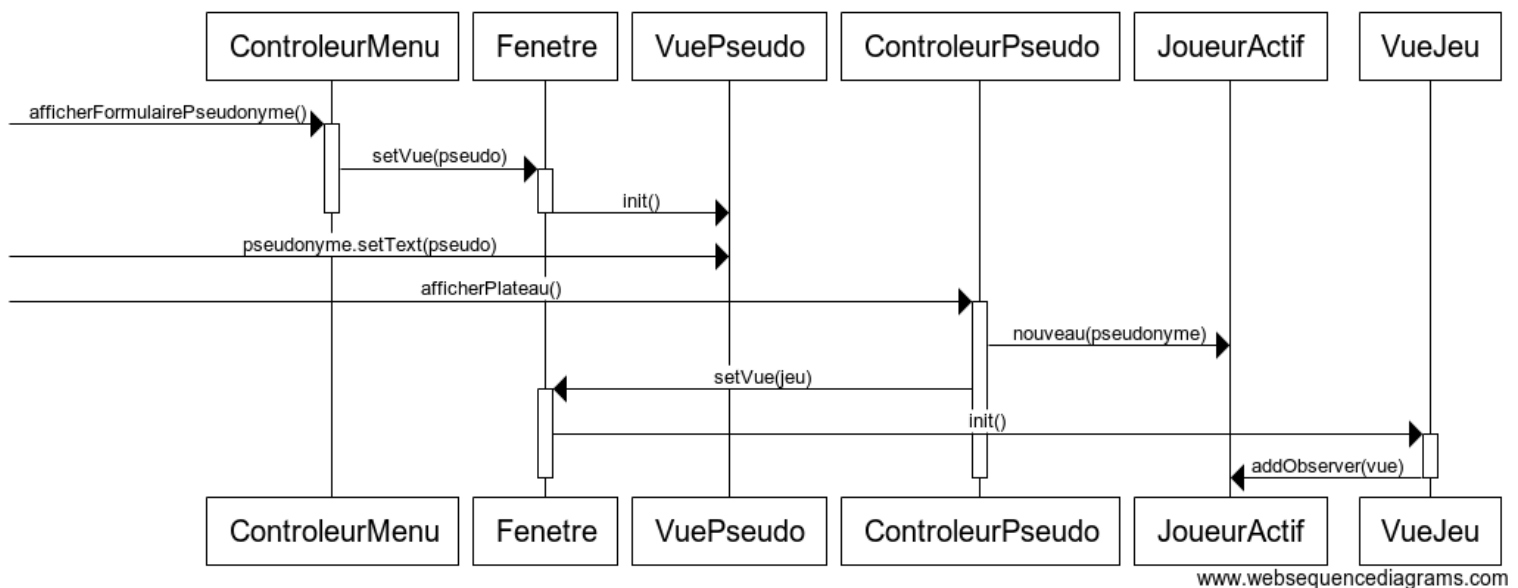 ControleurMenu
Fenetre
VuePseudo
ControleurPseudo
JoueurActif
VueJeu
afficherFormulairePseudonyme()
setVue(pseudo)
init()
pseudonyme.setText(pseudo)
afficherPlateau()
nouveau(pseudonyme)
setVue(jeu)
init()
addObserver(vue)
ControleurMenu
Fenetre
VuePseudo
ControleurPseudo
JoueurActif
VueJeu
www.websequencediagrams.com